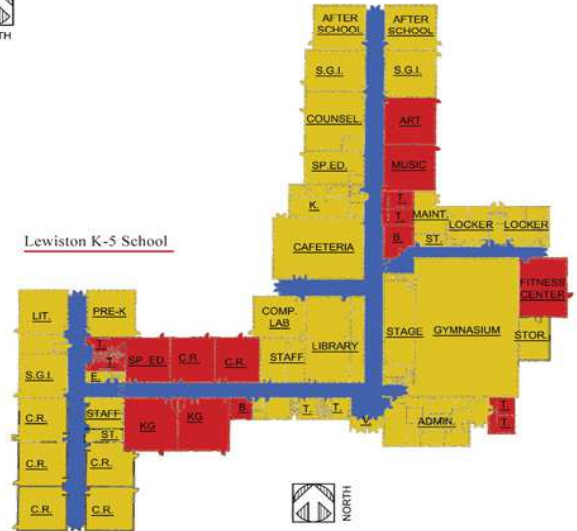 TH
AFTER
SCHOOL
AFTER
SCHOOL
S.G.I.
S.G.I.
COUNSEL.
ART
SP.ED.
MUSIC
K.
T.
T.
MAINT.
LOCKER
LOCKER
CAFETERIA
B.
ST.
Lewiston K-5 School
FITNESS
CENTER
LIT.
PRE-K
COMP.
LAB
LIBRARY
STAGE
GYMNASIUM
STOR.
T.
T.
SP.ED.
C.R.
C.R.
STAFF
S.G.I.
E.
C.R.
STAFF
KG
KG
B.
T.
T.
V.
ADMIN.
T.
T.
ST.
C.R.
C.R.
C.R.
C.R.
NORTH